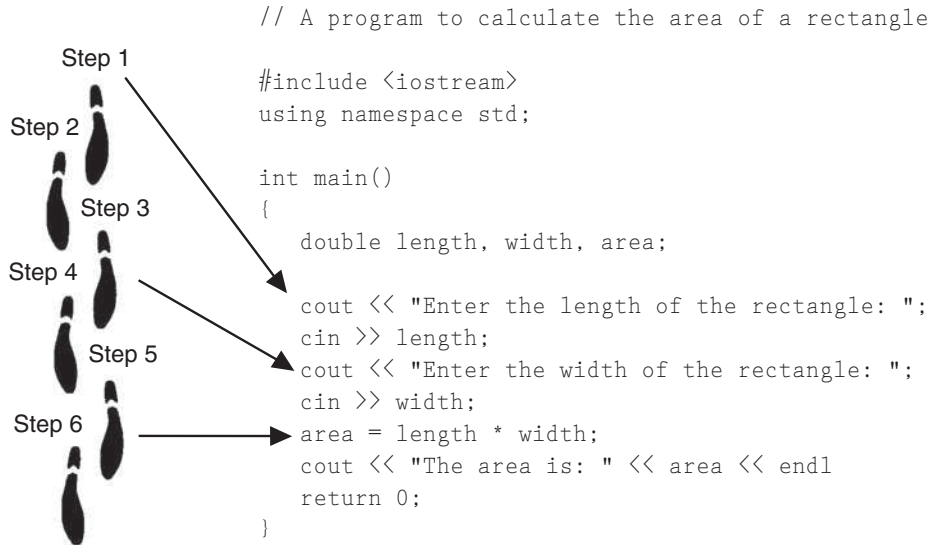 // A program to calculate the area of a rectangle
Step 1
#include <iostream>
using namespace std;
Step 2
int main()
Step 3
{
double length, width, area;
Step 4
cout << "Enter the length of the rectangle: ";
cin >> length;
Step 5
cout << "Enter the width of the rectangle: ";
cin >> width;
Step 6
area = length * width;
cout << "The area is: " << area << endl
return 0;
}